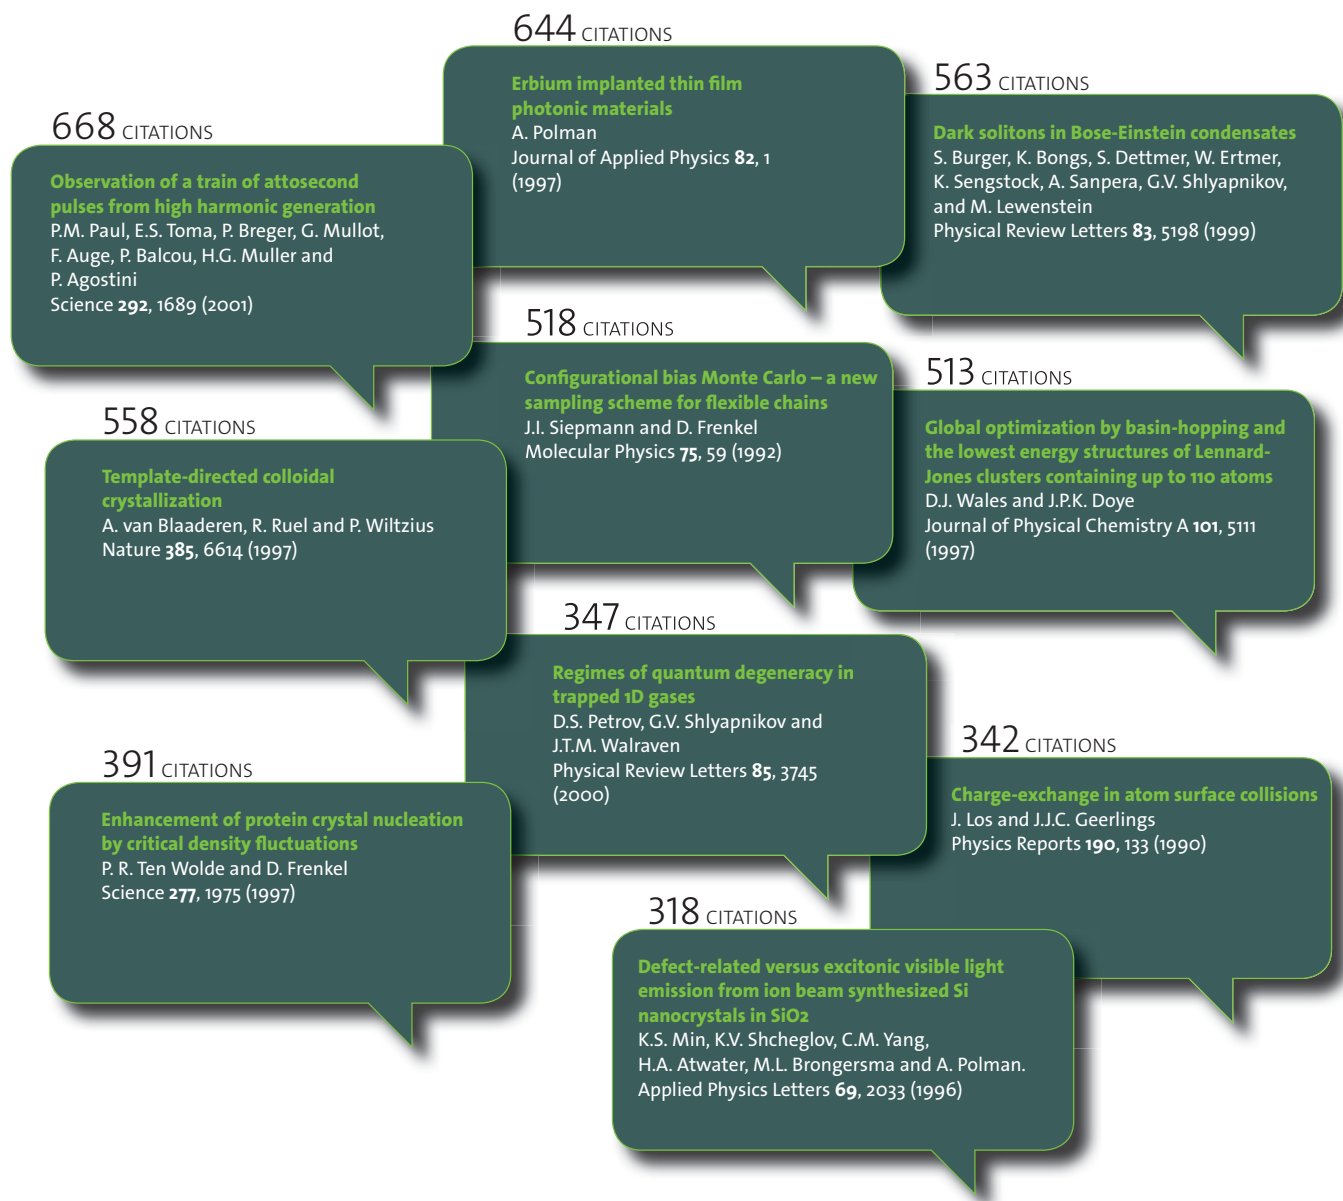 668 CITATIONS
Observation of a train of attosecond
pulses from high harmonic generation
P.M. Paul, E.S. Toma, P. Breger, G. Mullot,
F. Auge, P. Balcou, H.G. Muller and
P. Agostini
Science 292, 1689 (2001)
644 CITATIONS
Erbium implanted thin film
photonic materials
A. Polman
Journal of Applied Physics 82, 1
(1997)
563 CITATIONS
Dark solitons in Bose-Einstein condensates
S. Burger, K. Bongs, S. Dettmer, W. Ertmer,
K. Sengstock, A. Sanpera, G.V. Shlyapnikov,
and M. Lewenstein
Physical Review Letters 83, 5198 (1999)
558 CITATIONS
Template-directed colloidal
crystallization
A. van Blaaderen, R. Ruel and P. Wiltzius
Nature 385, 6614 (1997)
518 CITATIONS
Configurational bias Monte Carlo – a new
sampling scheme for flexible chains
J.I. Siepmann and D. Frenkel
Molecular Physics 75, 59 (1992)
513 CITATIONS
Global optimization by basin-hopping and
the lowest energy structures of Lennard-
Jones clusters containing up to 110 atoms
D.J. Wales and J.P.K. Doye
Journal of Physical Chemistry A 101, 5111
(1997)
391 CITATIONS
Enhancement of protein crystal nucleation
by critical density fluctuations
P. R. Ten Wolde and D. Frenkel
Science 277, 1975 (1997)
347 CITATIONS
Regimes of quantum degeneracy in
trapped 1D gases
D.S. Petrov, G.V. Shlyapnikov and
J.T.M. Walraven
Physical Review Letters 85, 3745
(2000)
342 CITATIONS
Charge-exchange in atom surface collisions
J. Los and J.J.C. Geerlings
Physics Reports 190, 133 (1990)
318 CITATIONS
Defect-related versus excitonic visible light
emission from ion beam synthesized Si
nanocrystals in SiO2
K.S. Min, K.V. Shcheglov, C.M. Yang,
H.A. Atwater, M.L. Brongersma and A. Polman.
Applied Physics Letters 69, 2033 (1996)